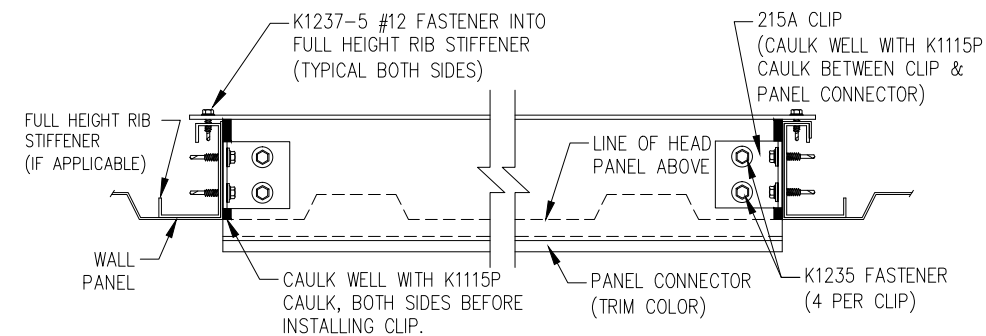 K1237-5 #12 FASTENER INTO
FULL HEIGHT RIB STIFFENER
(TYPICAL BOTH SIDES)
215A CLIP
(CAULK WELL WITH K1115P
CAULK BETWEEN CLIP &
PANEL CONNECTOR)
FULL HEIGHT RIB
STIFFENER
(IF APPLICABLE)
LINE OF HEAD
PANEL ABOVE
WALL
PANEL
CAULK WELL WITH K1115P
CAULK, BOTH SIDES BEFORE
INSTALLING CLIP.
PANEL CONNECTOR
(TRIM COLOR)
K1235 FASTENER
(4 PER CLIP)